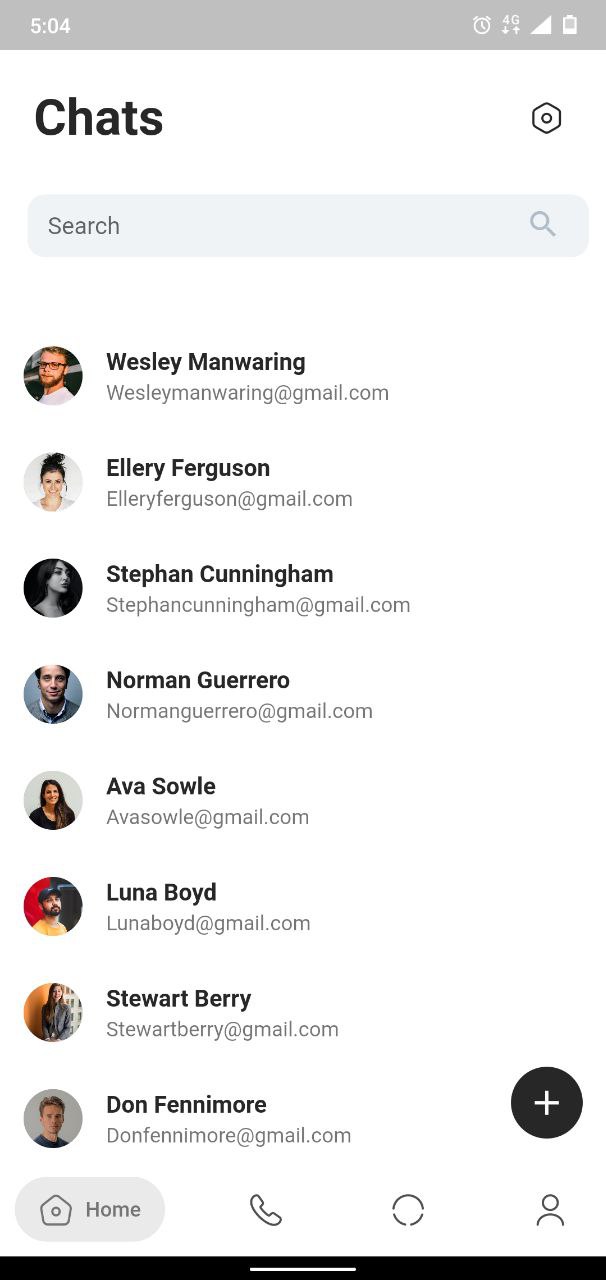 5:04
4G
Chats
Search
Wesley Manwaring
Wesleymanwaring@gmail.com
Ellery Ferguson
Elleryferguson@gmail.com
Stephan Cunningham
Stephancunningham@gmail.com
Norman Guerrero
Normanguerrero@gmail.com
Ava Sowle
Avasowle@gmail.com
Luna Boyd
Lunaboyd@gmail.com
Stewart Berry
Stewartberry@gmail.com
Don Fennimore
Donfennimore@gmail.com
Home